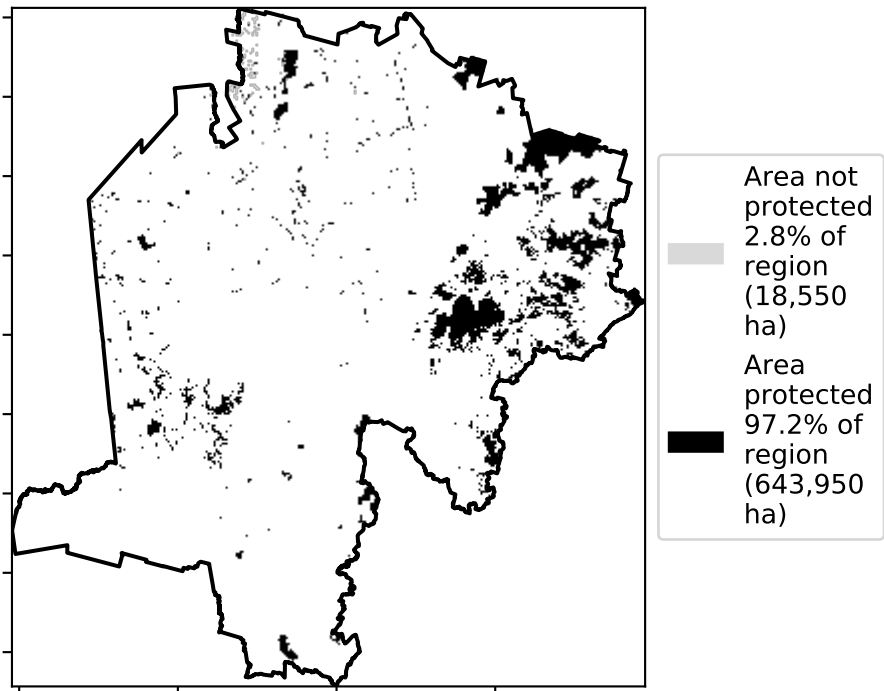 Area not
protected
2.8% of
region
(18,550
ha)
Area
protected
97.2% of
region
(643,950
ha)